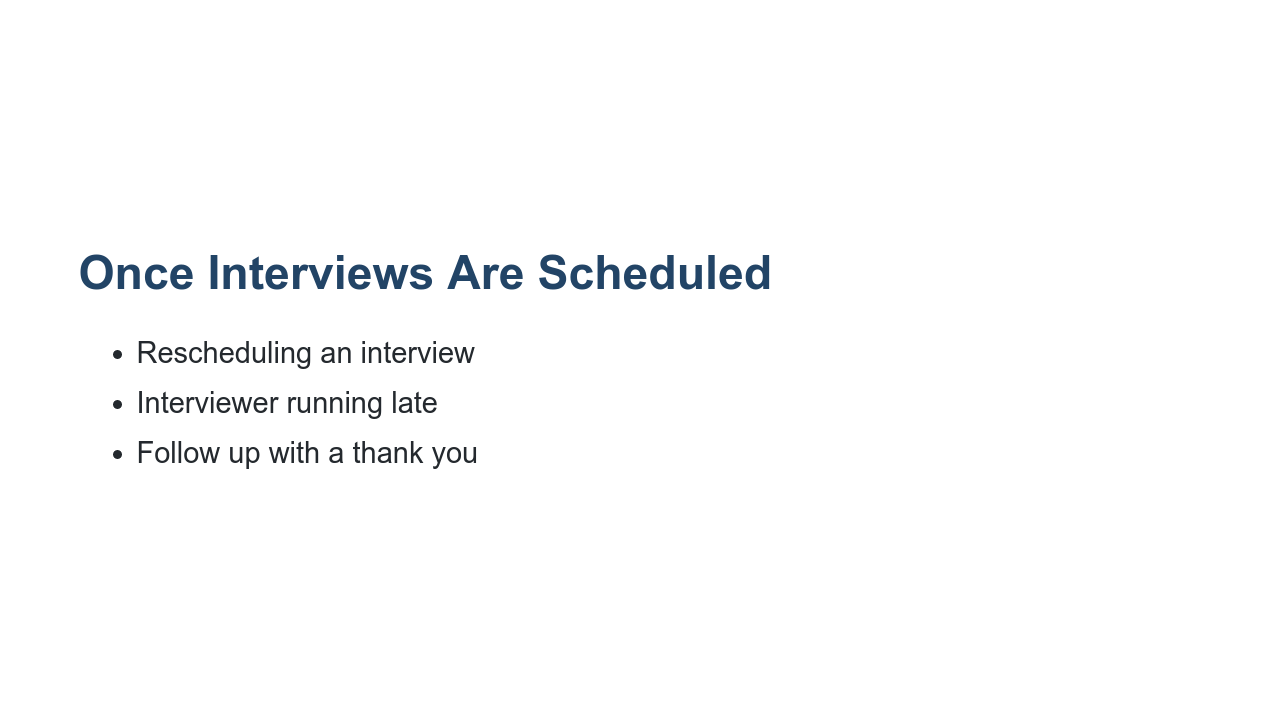 Once Interviews Are Scheduled
• Rescheduling an interview
• Interviewer running late
• Follow up with a thank you